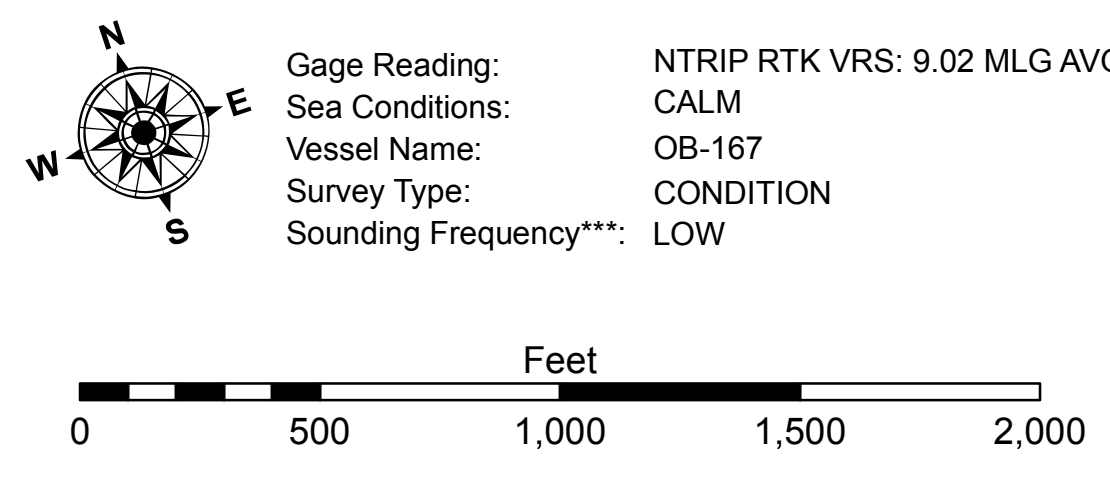 N
E
W
S
Gage Reading: NTRIP RTK VRS: 9.02 MLG
Sea Conditions: CALM
Vessel Name: OB-167
Survey Type: CONDITION
Sounding Frequency***: LOW
Feet
0 500 1,000 1,500 2,000